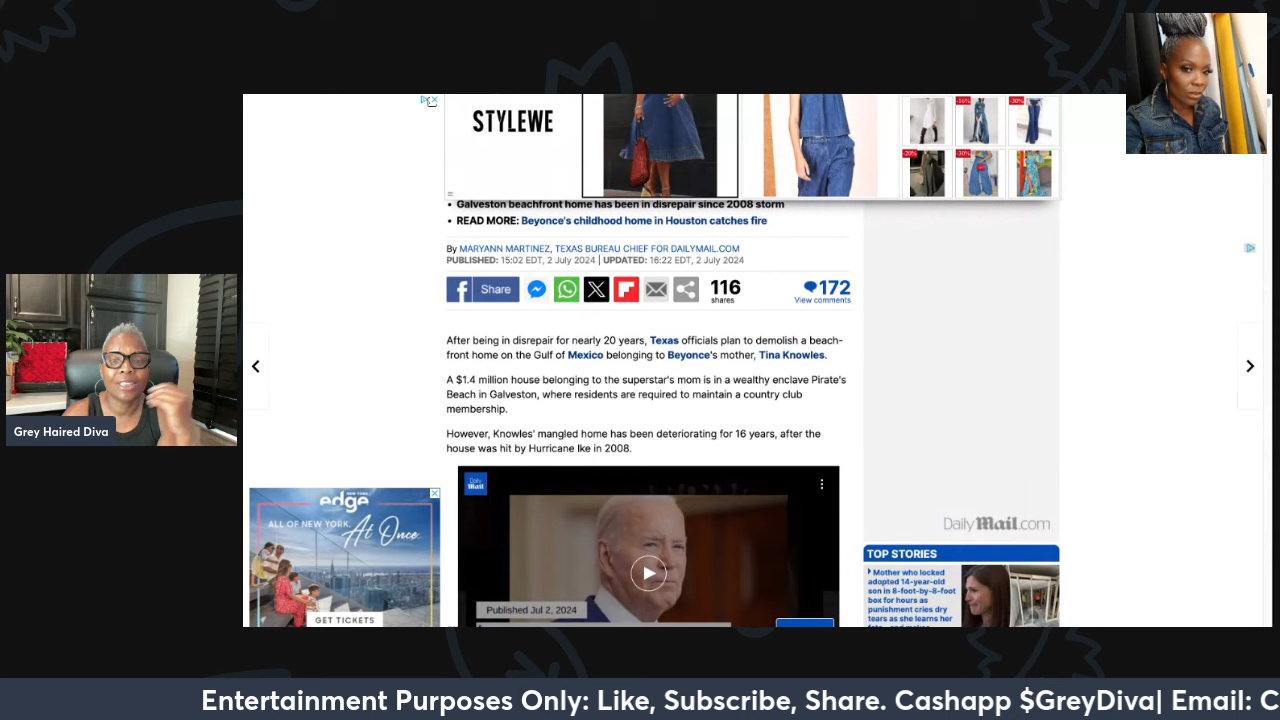 STYLEWE
-16%
-30%
-20%
-30%
• Galveston beachfront home has been in disrepair since 2008 storm
• READ MORE: Beyonce's childhood home in Houston catches fire
By MARYANN MARTINEZ, TEXAS BUREAU CHIEF FOR DAILYMAIL.COM
PUBLISHED: 15:02 EDT, 2 July 2024 | UPDATED: 16:22 EDT, 2 July 2024
Share
116
shares
172
View comments
After being in disrepair for nearly 20 years, Texas officials plan to demolish a beach-
front home on the Gulf of Mexico belonging to Beyonce's mother, Tina Knowles.
A $1.4 million house belonging to the superstar's mom is in a wealthy enclave Pirate's
Beach in Galveston, where residents are required to maintain a country club
membership.
However, Knowles' mangled home has been deteriorating for 16 years, after the
house was hit by Hurricane Ike in 2008.
Grey Haired Diva
edge
ALL OF NEW YORK.
At Once.
GET TICKETS
Daily Mail
Published Jul 2, 2024
Daily Mail.com
TOP STORIES
Mother who locked
adopted 14-year-old
son in 8-foot-by-8-foot
box for hours as
punishment cries dry
tears as she learns her
Entertainment Purposes Only: Like, Subscribe, Share. Cashapp $GreyDiva| Email: C